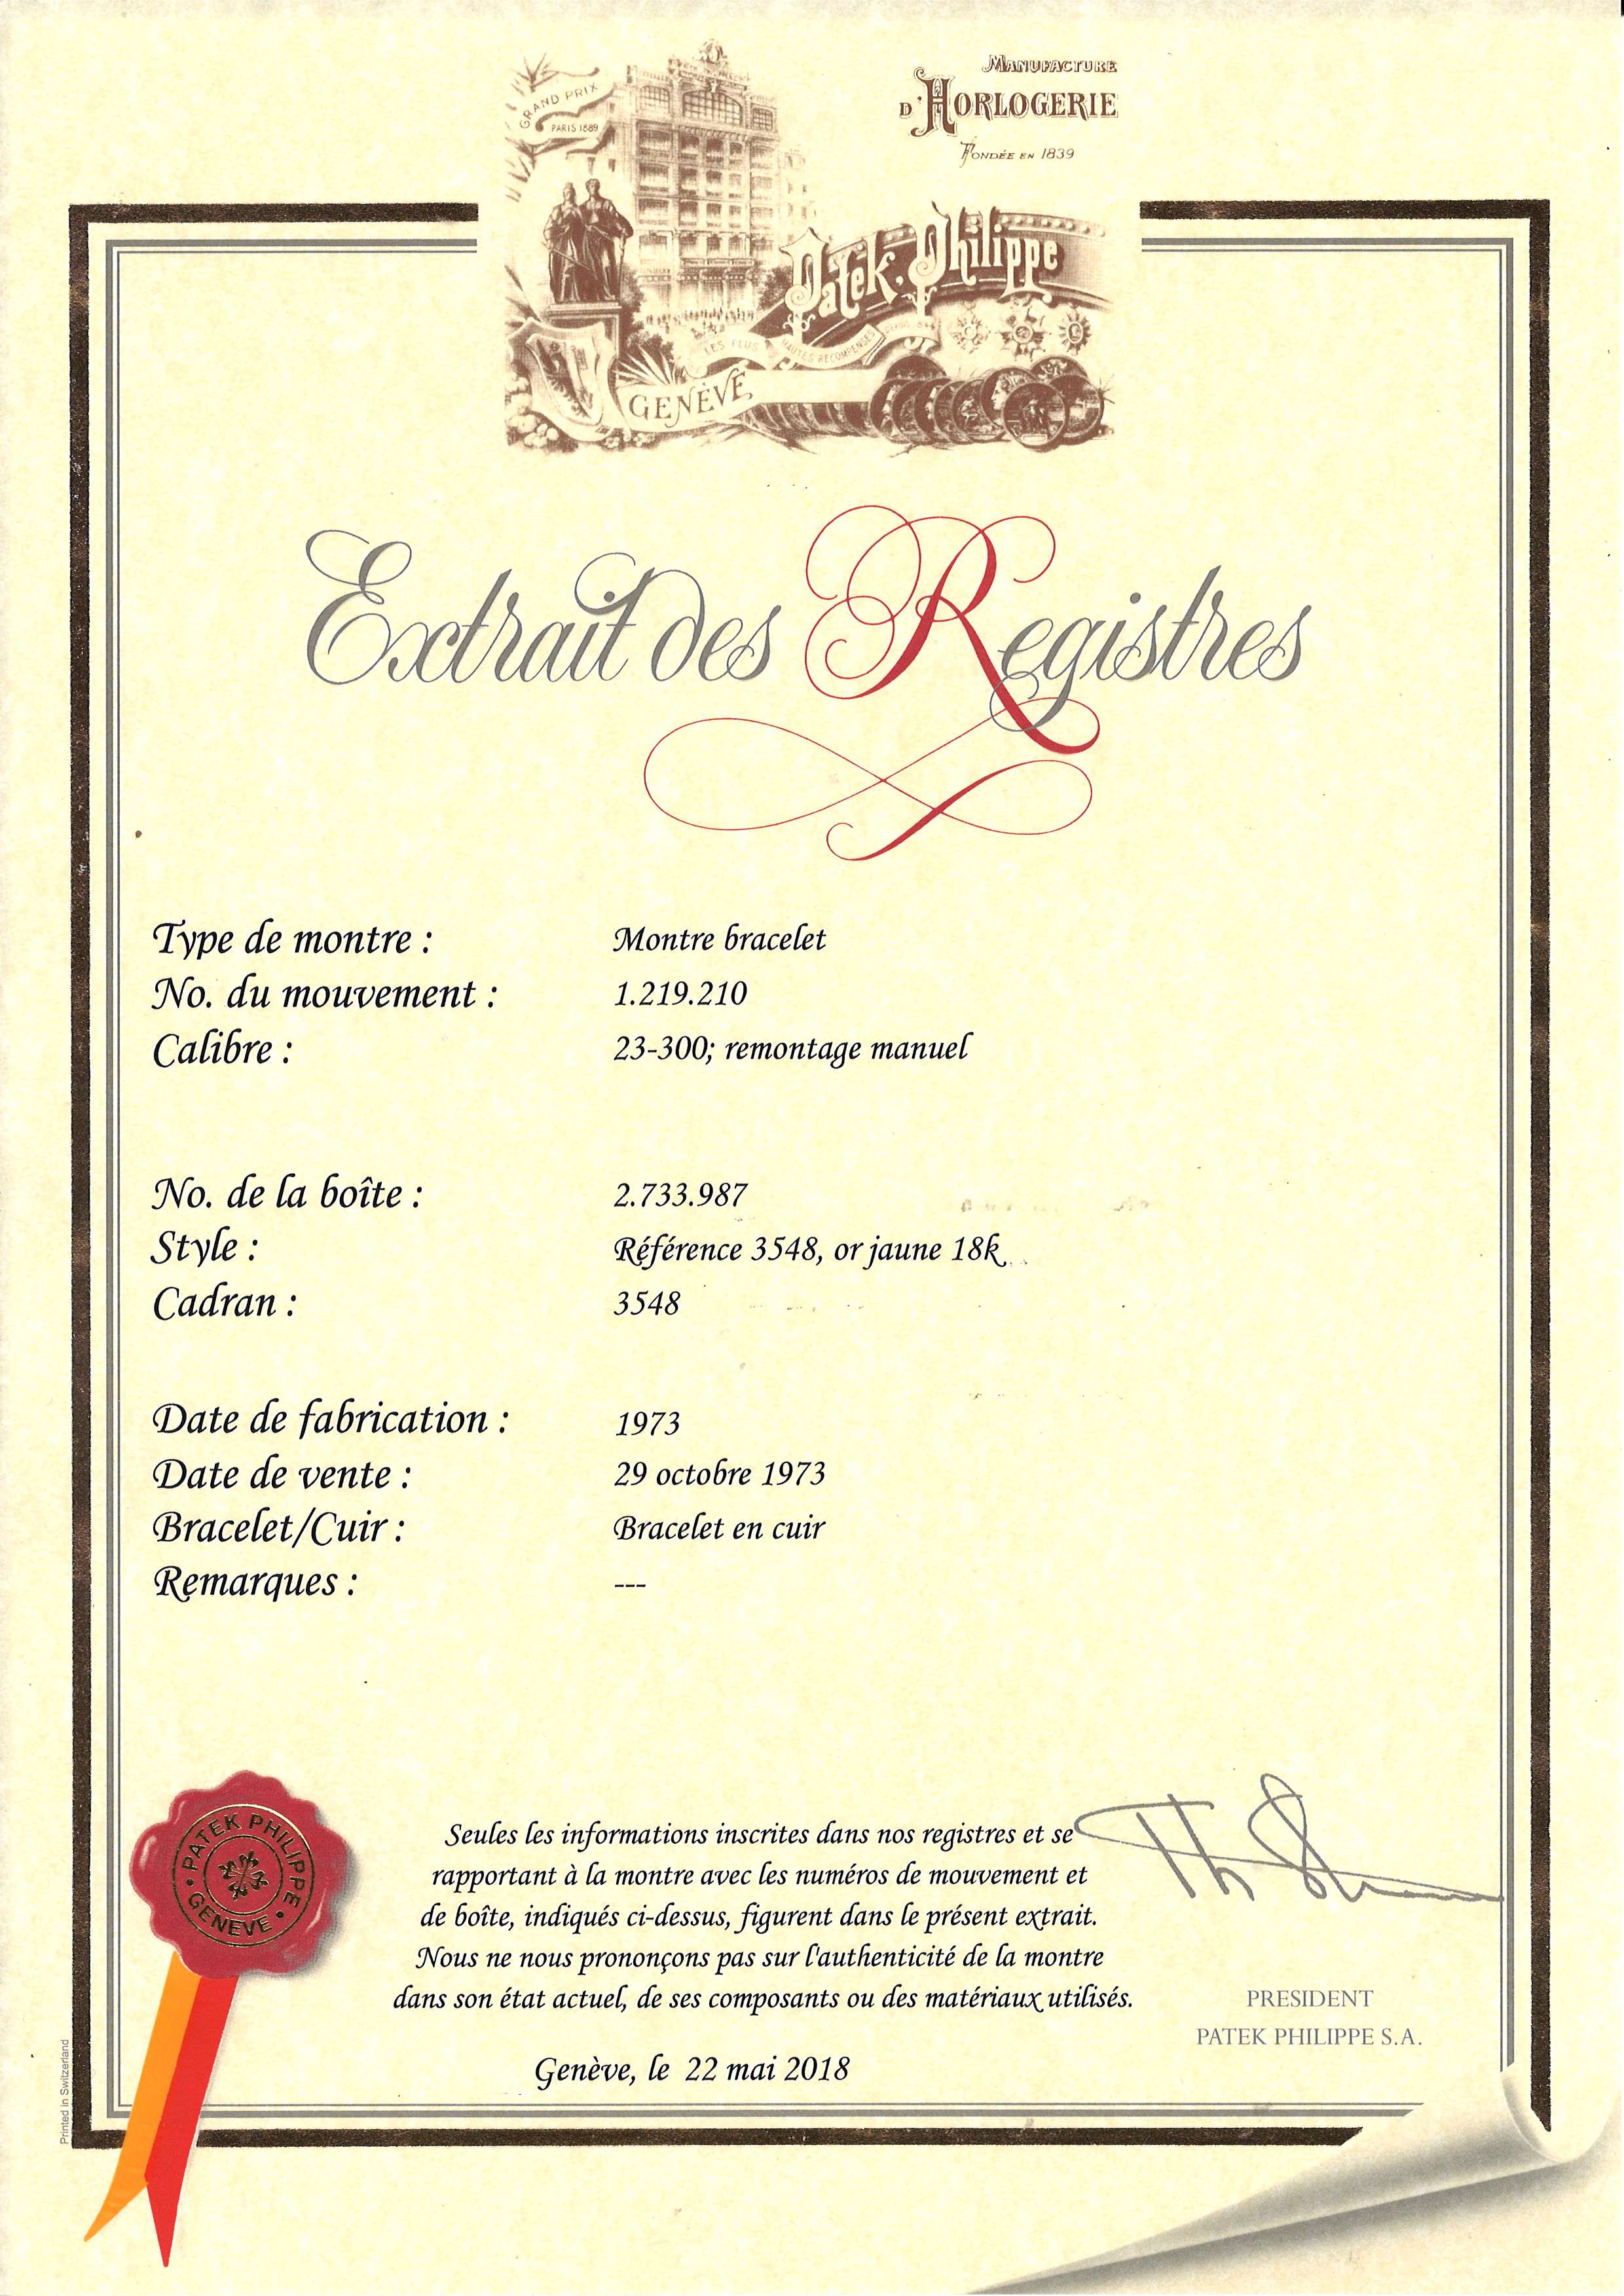 MANUFACTURE
D'HORLOGERIE
FONDÉE EN 1839
GRAND PRIX
PARIS 1889
Patek. Philippe
LES PLUS HAUTES RECOMPENSES
GENÈVE
Extrait des Registres
Type de montre : Montre bracelet
No. du mouvement : 1.219.210
Calibre : 23-300; remontage manuel
No. de la boîte : 2.733.987
Style : Référence 3548, or jaune 18k
Cadran : 3548
Date de fabrication : 1973
Date de vente : 29 octobre 1973
Bracelet/Cuir : Bracelet en cuir
Remarques : ---
PATEK PHILIPPE
GENEVE
Seules les informations inscrites dans nos registres et se
rapportant à la montre avec les numéros de mouvement et
de boîte, indiqués ci-dessus, figurent dans le présent extrait.
Nous ne nous prononçons pas sur l'authenticité de la montre
dans son état actuel, de ses composants ou des matériaux utilisés.
PRESIDENT
PATEK PHILIPPE S.A.
Genève, le 22 mai 2018
Printed in Switzerland